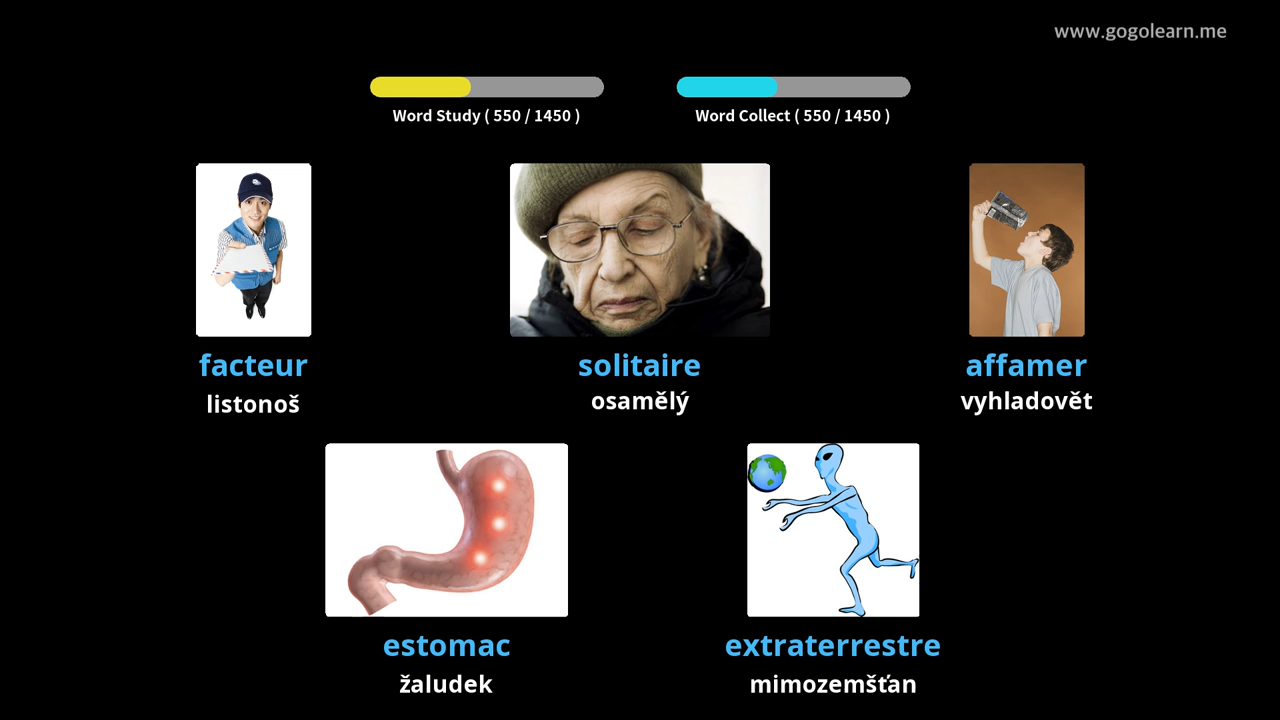 www.gogolearn.me
Word Study ( 550 / 1450 )
Word Collect ( 550 / 1450 )
facteur
listonoš
solitaire
osamělý
affamer
vyhladovět
estomac
žaludek
extraterrestre
mimozemšťan